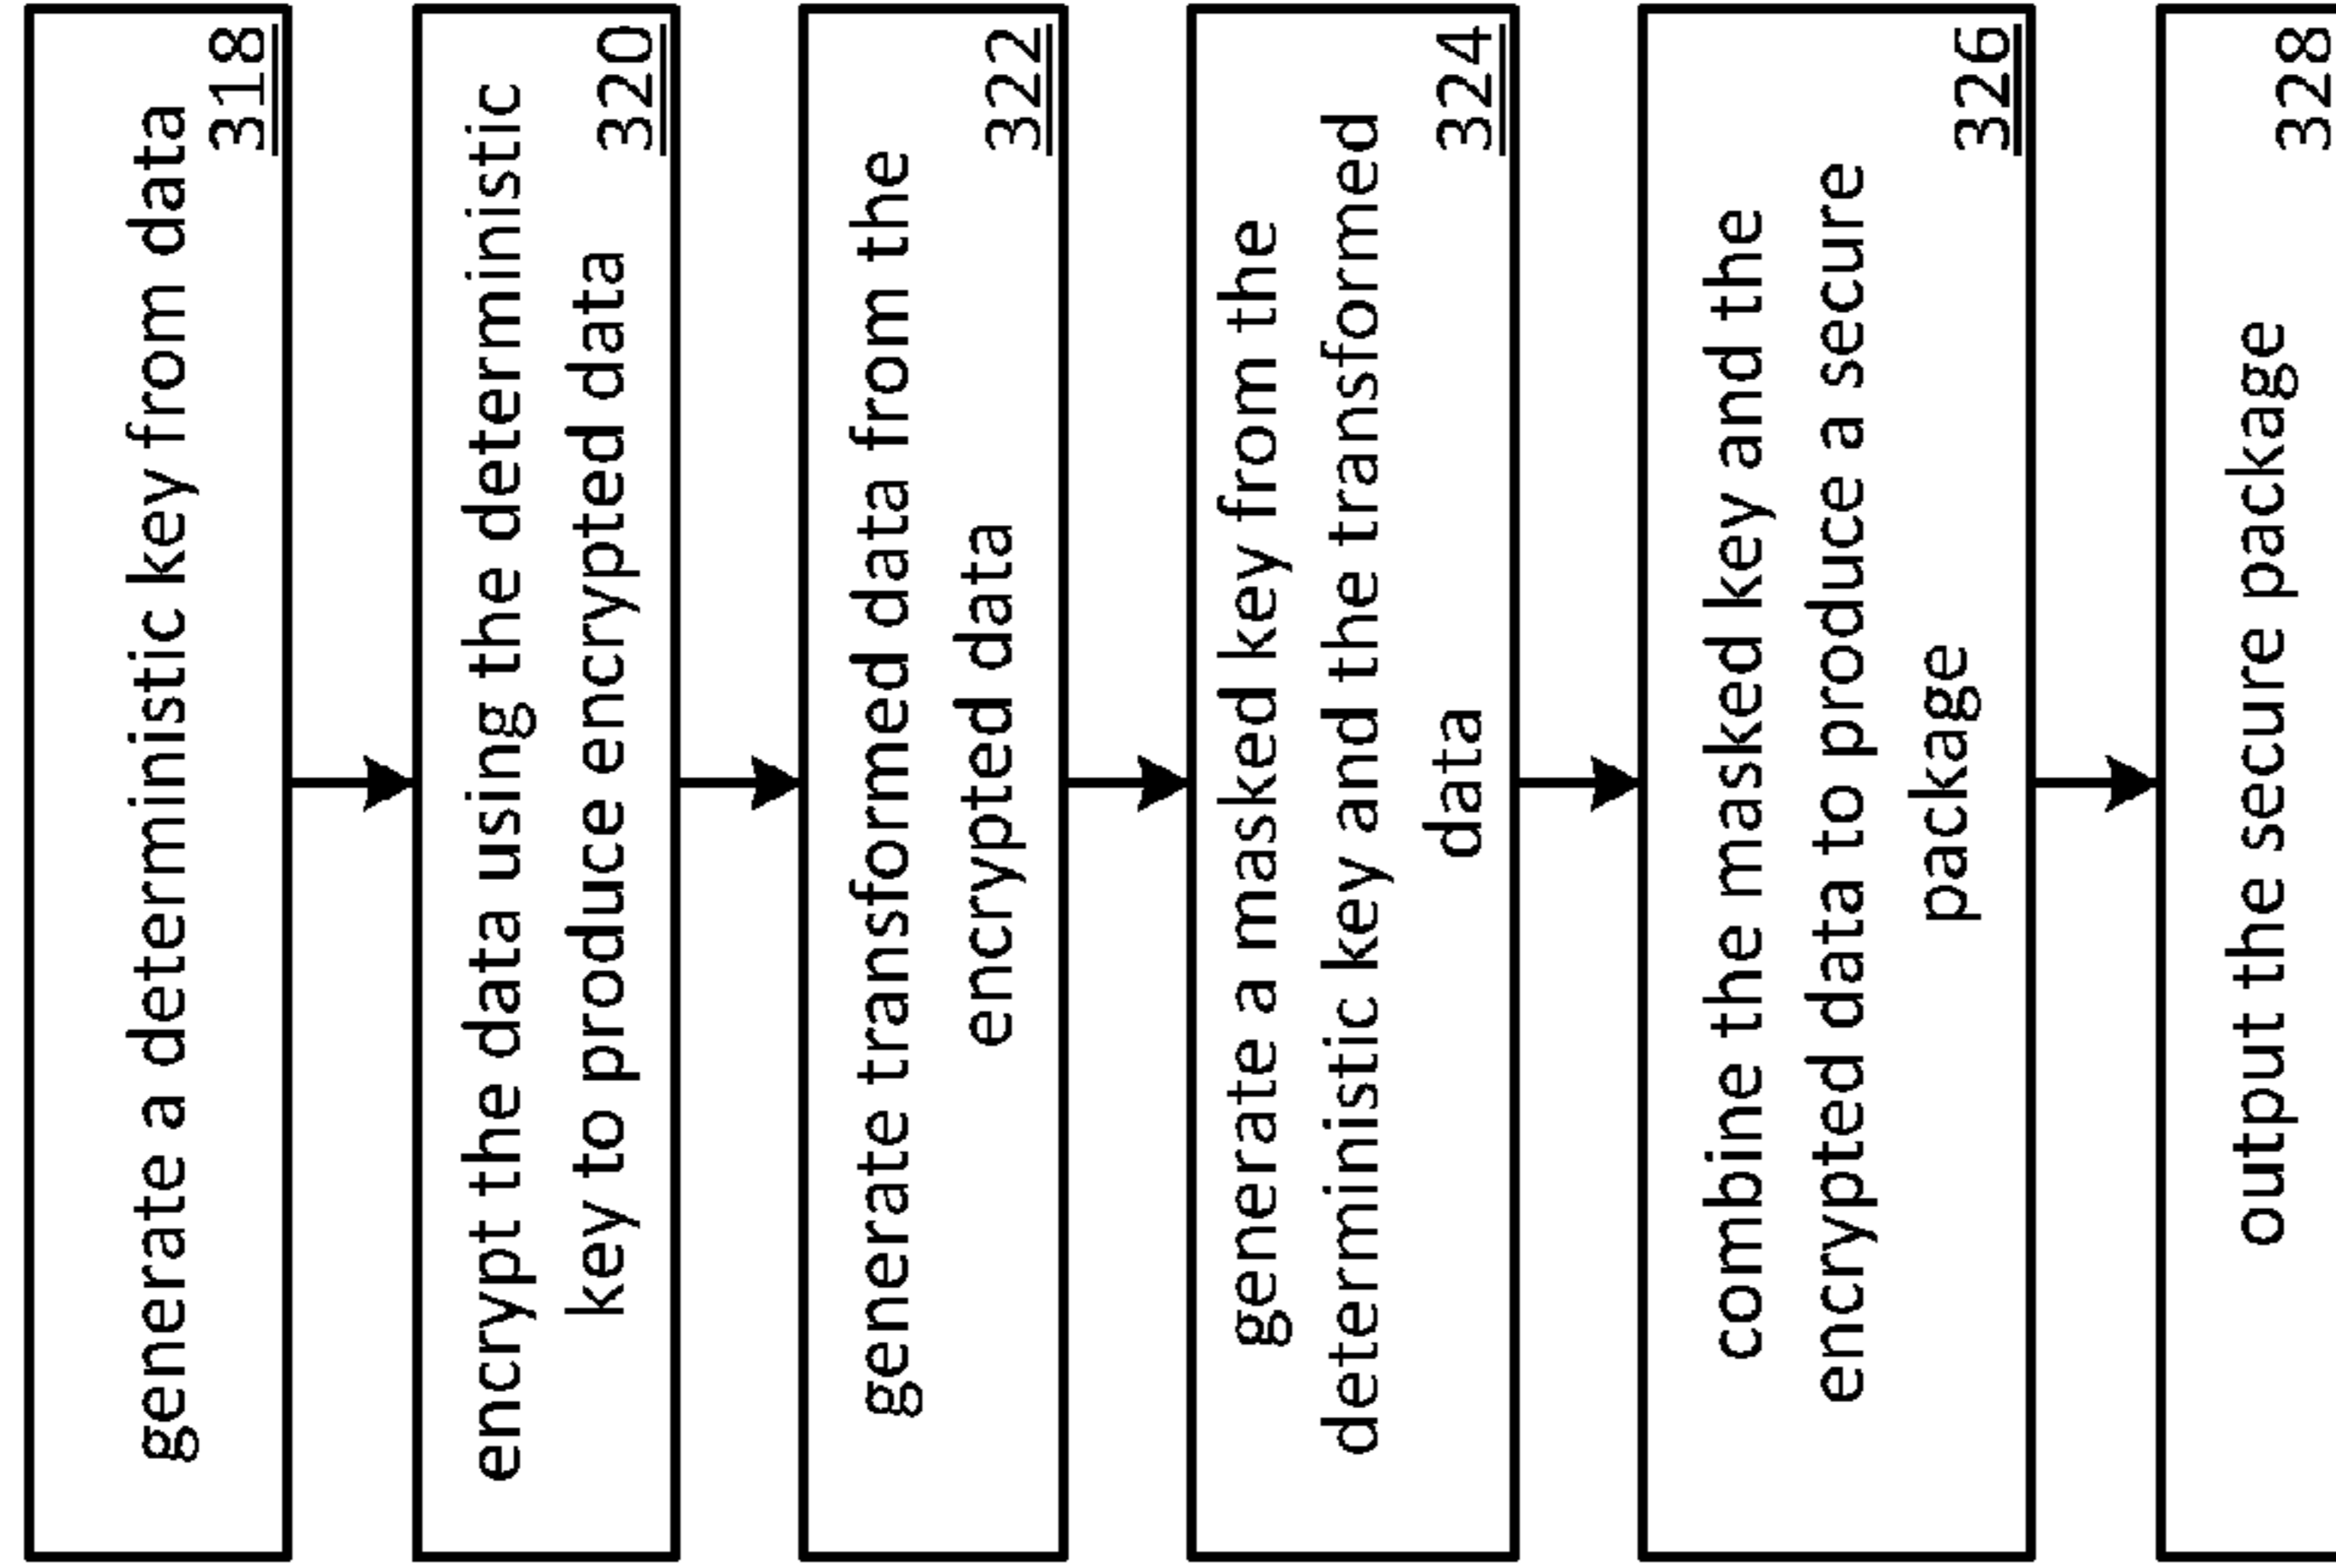 generate a deterministic key from data
318
encrypt the data using the deterministic
key to produce encrypted data
320
generate transformed data from the
encrypted data
322
generate a masked key from the
deterministic key and the transformed
data
324
combine the masked key and the
encrypted data to produce a secure
package
326
output the secure package
328